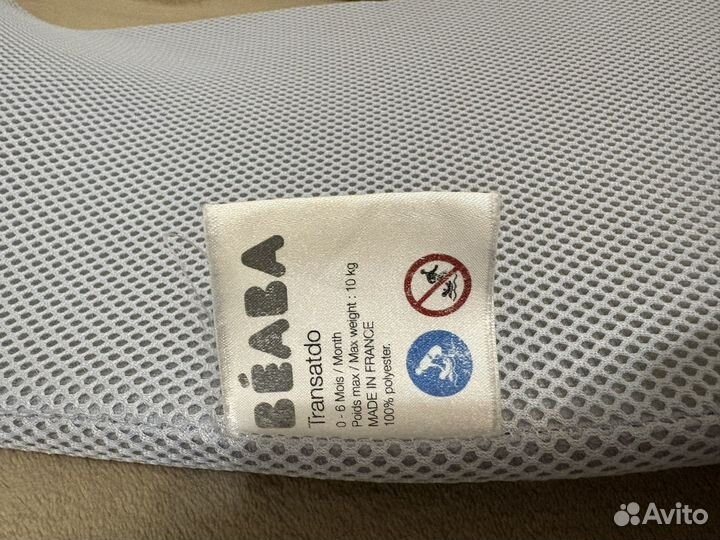 BÉABA
Transatdo
0 - 6 Mois / Month
Poids max / Max weight : 10 kg
MADE IN FRANCE
100% polyester.
Avito